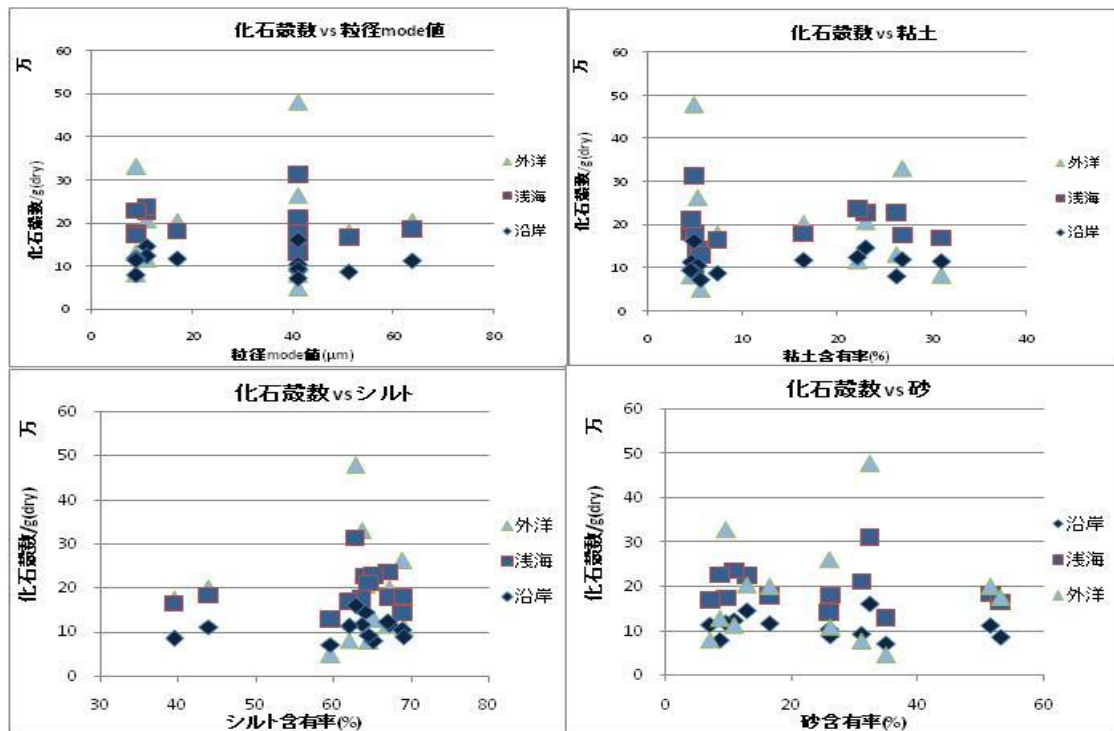 化石殻数 vs 粒径mode値
万
化石殻数/g(dry)
60
50
40
30
20
10
0
0 20 40 60 80
粒径mode値(μm)
外洋
浅海
沿岸
化石殻数 vs 粘土
万
化石殻数/g(dry)
60
50
40
30
20
10
0
0 10 20 30 40
粘土含有率(%)
外洋
浅海
沿岸
化石殻数 vs シルト
万
化石殻数/g(dry)
60
50
40
30
20
10
0
30 40 50 60 70 80
シルト含有率(%)
外洋
浅海
沿岸
化石殻数 vs 砂
万
化石殻数/g(dry)
60
50
40
30
20
10
0
0 20 40 60
砂含有率(%)
沿岸
浅海
外洋